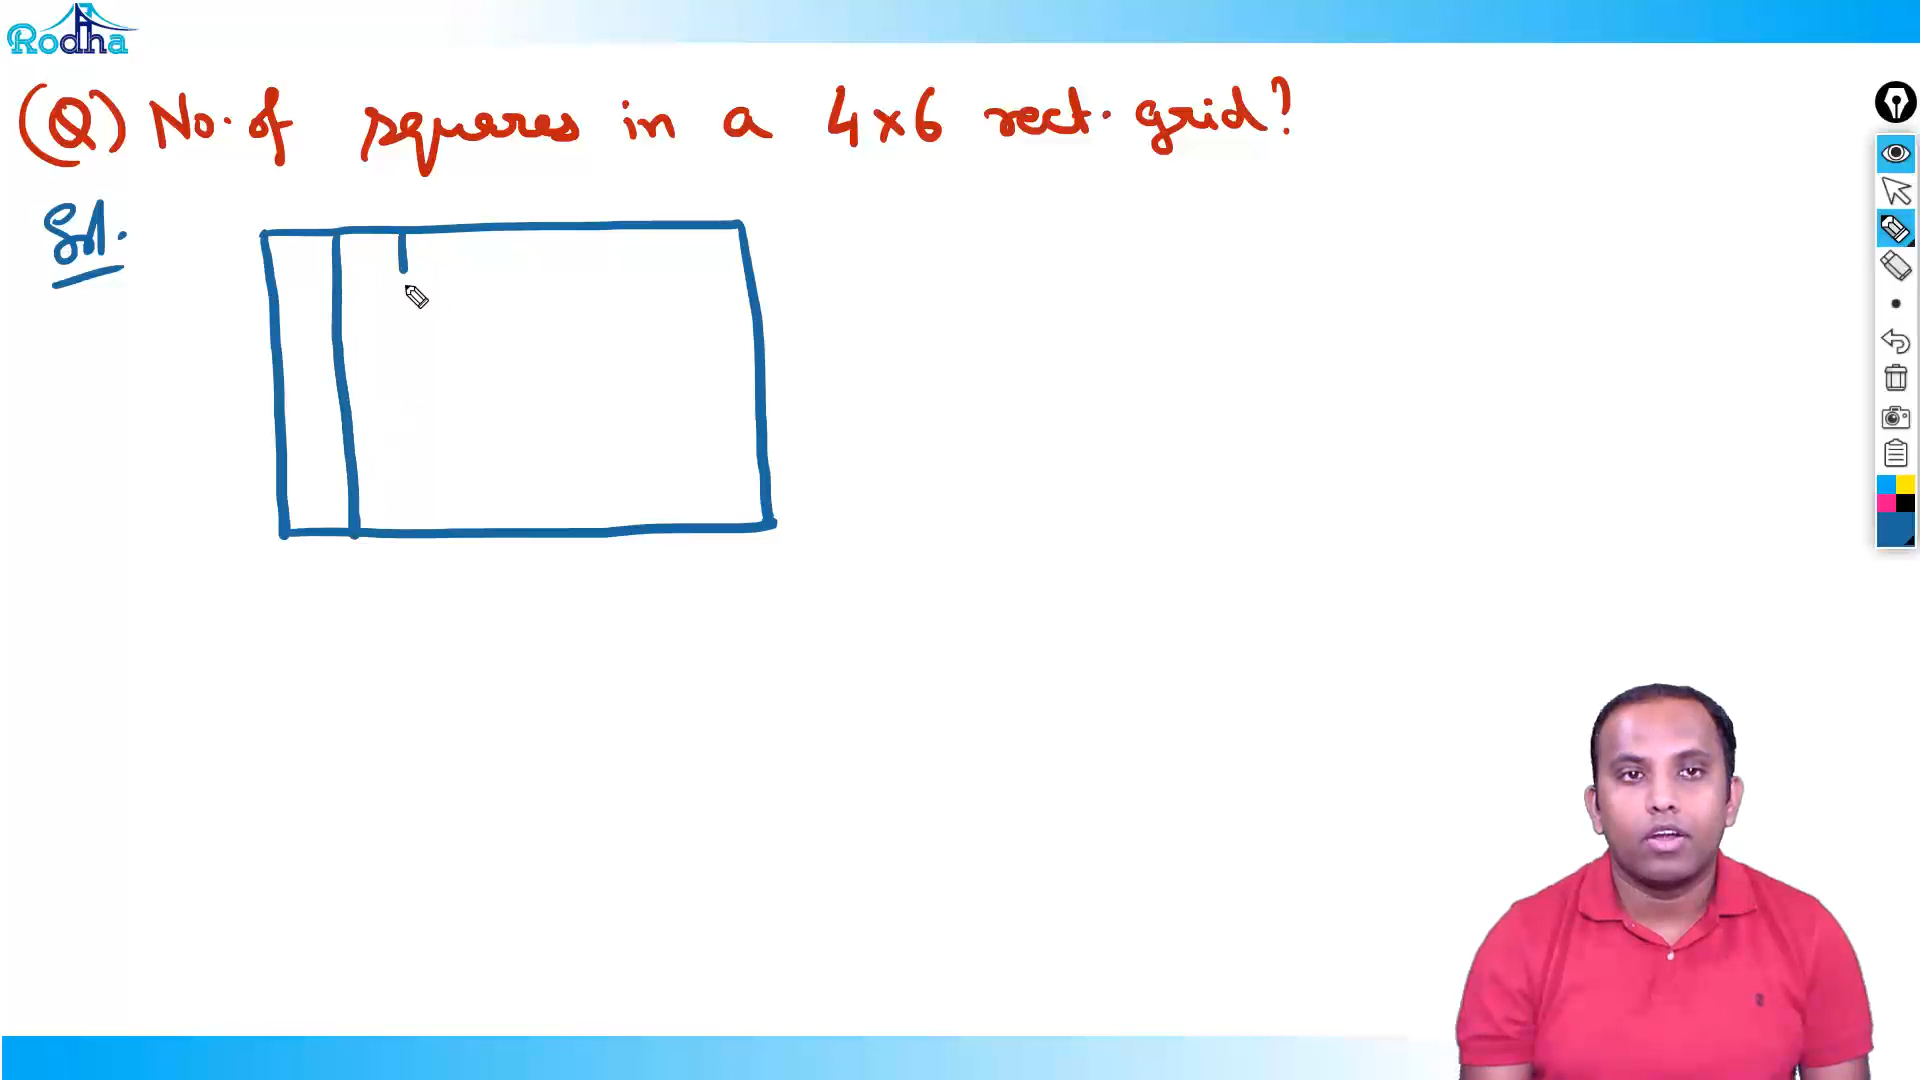 Rodha
(Q) No. of squares in a 4x6 rect. grid?
Sol.